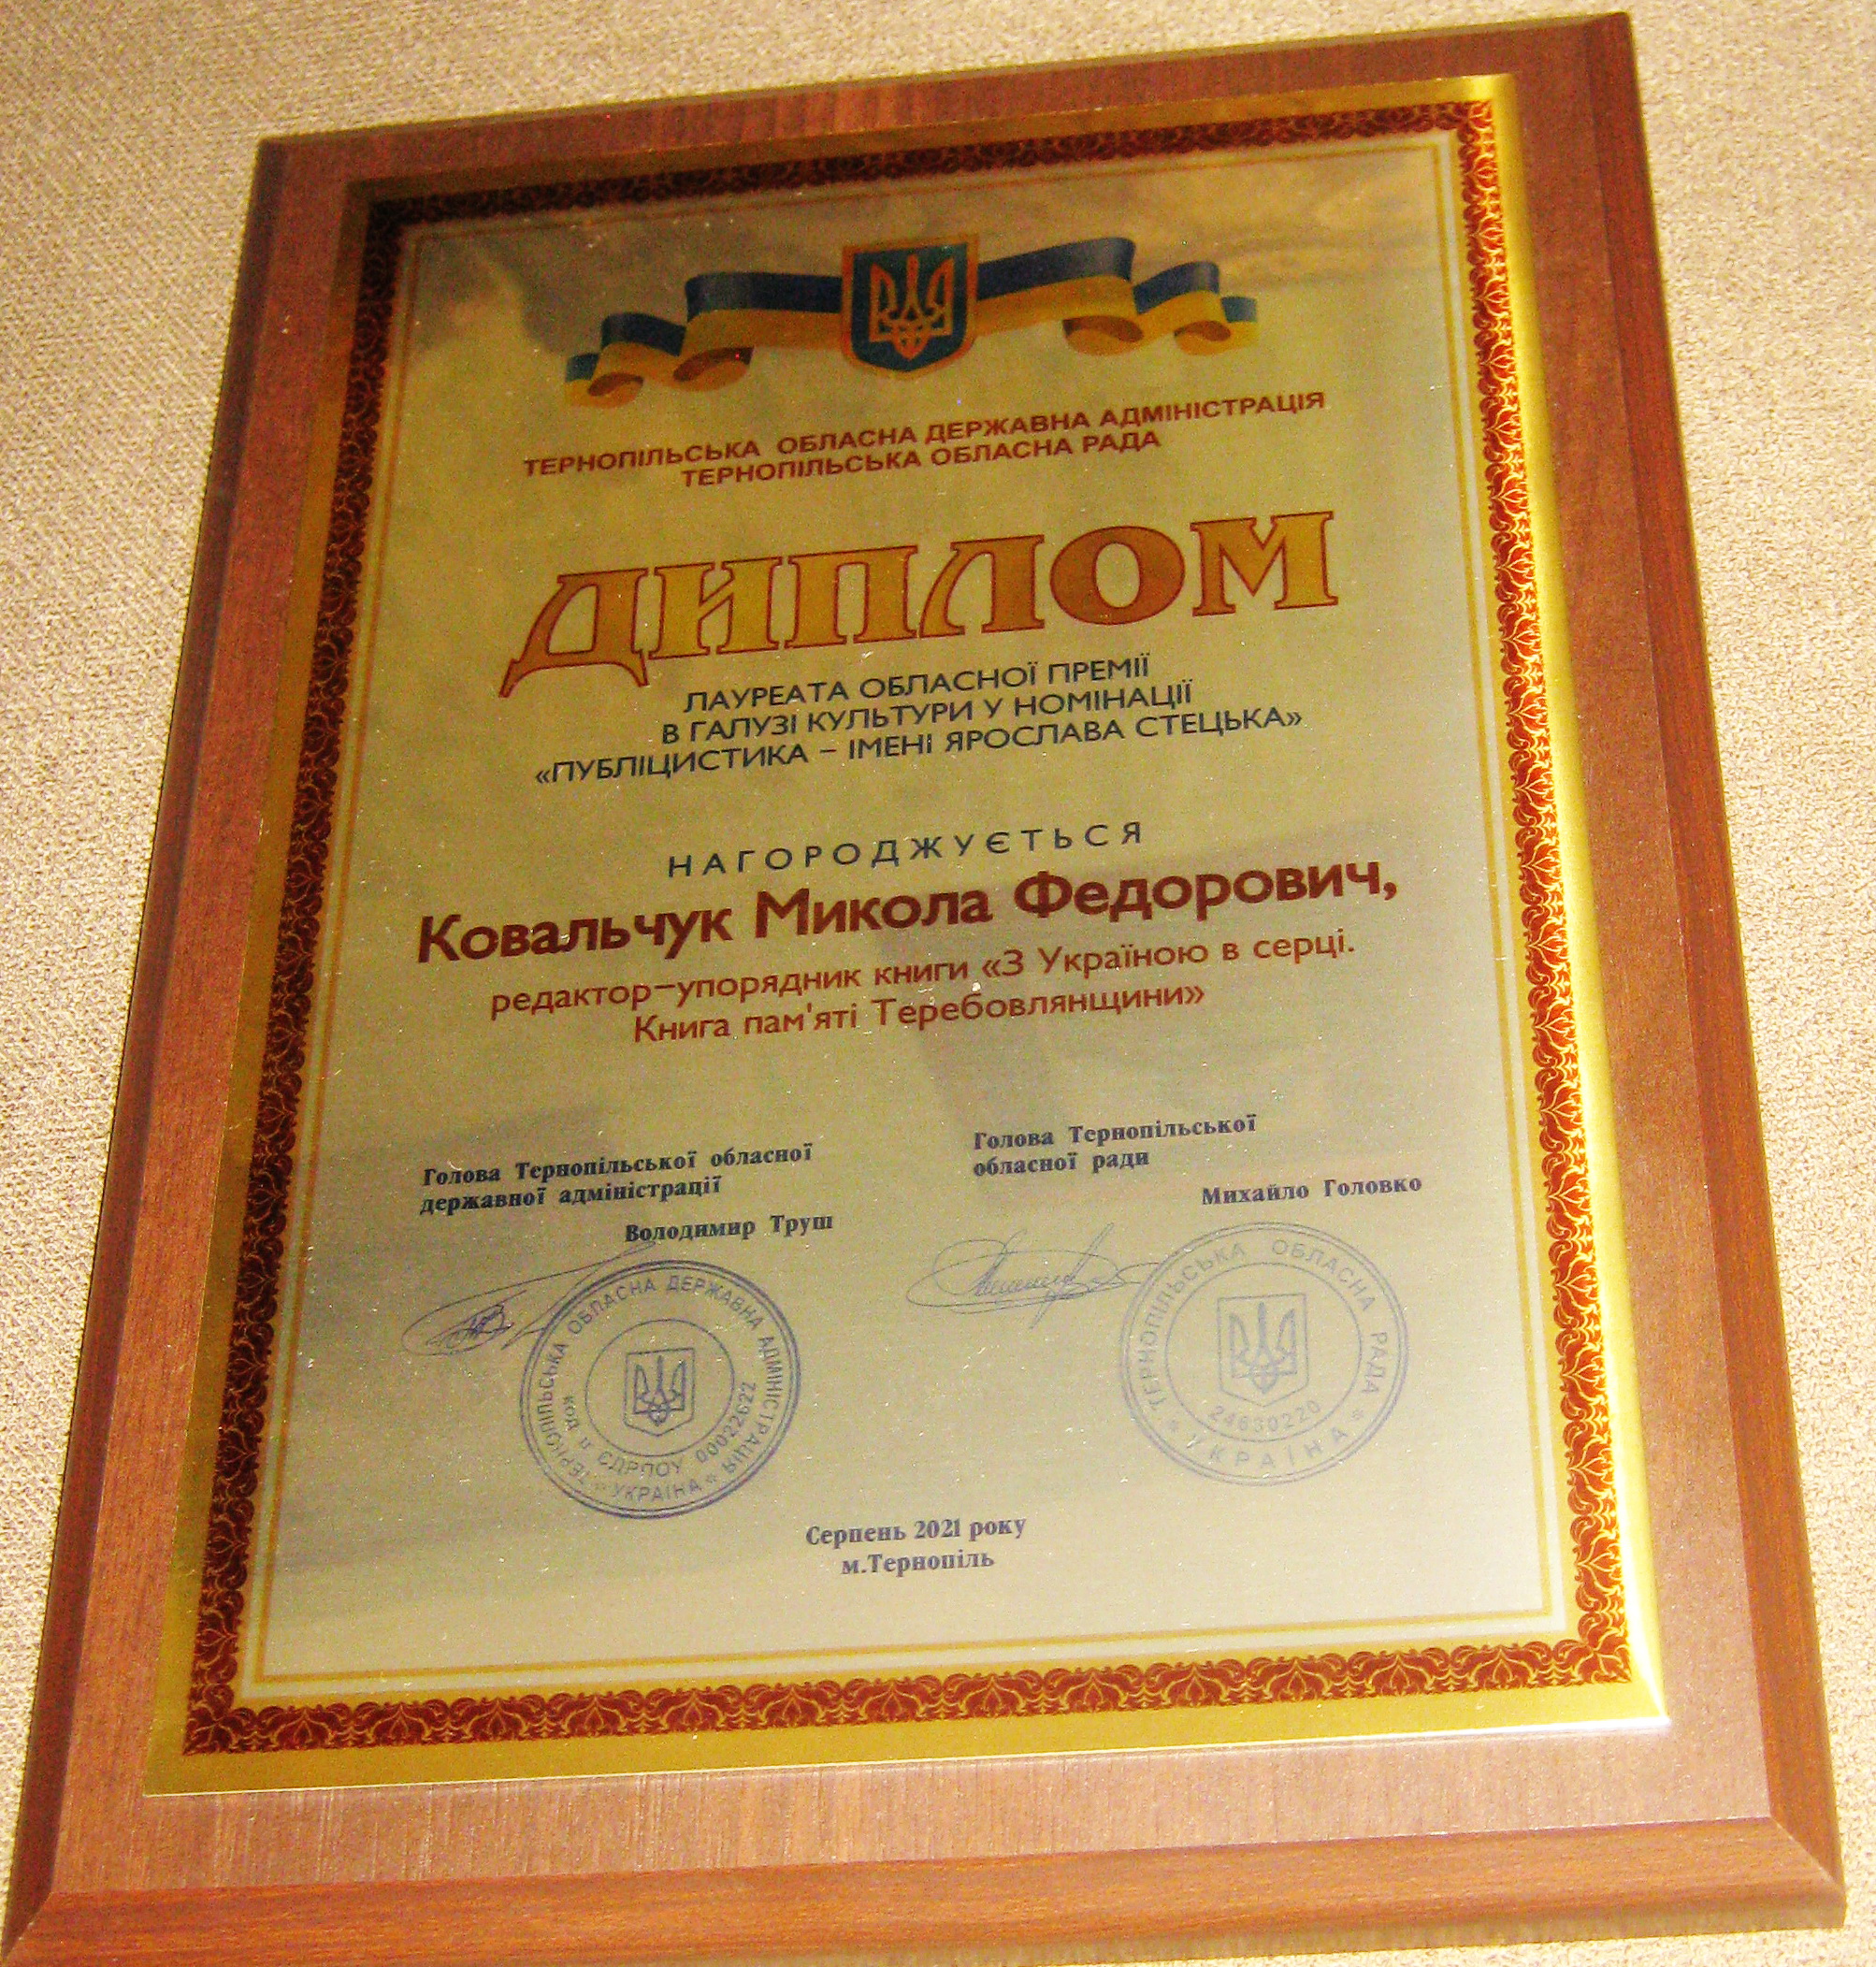 ТЕРНОПІЛЬСЬКА ОБЛАСНА ДЕРЖАВНА АДМІНІСТРАЦІЯ
ТЕРНОПІЛЬСЬКА ОБЛАСНА РАДА
ДИПЛОМ
ЛАУРЕАТА ОБЛАСНОЇ ПРЕМІЇ
В ГАЛУЗІ КУЛЬТУРИ У НОМІНАЦІЇ
«ПУБЛІЦИСТИКА – ІМЕНІ ЯРОСЛАВА СТЕЦЬКА»
НАГОРОДЖУЄТЬСЯ
Ковальчук Микола Федорович,
редактор–упорядник книги «З Україною в серці.
Книга пам'яті Теребовлянщини»
Голова Тернопільської обласної
державної адміністрації
Володимир Труш
Голова Тернопільської
обласної ради
Михайло Головко
ТЕРНОПІЛЬСЬКА ОБЛАСНА ДЕРЖАВНА АДМІНІСТРАЦІЯ
УКРАЇНА
КОД ЄДРПОУ 00022622
ТЕРНОПІЛЬСЬКА ОБЛАСНА РАДА
24630220
УКРАЇНА
Серпень 2021 року
м.Тернопіль